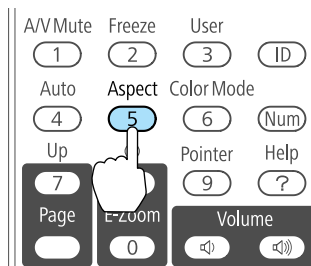 A/V Mute Freeze User
1 2 3 ID
Auto Aspect Color Mode
4 5 6 Num
Up Pointer Help
7 9 ?
Page E-Zoom Volume
0